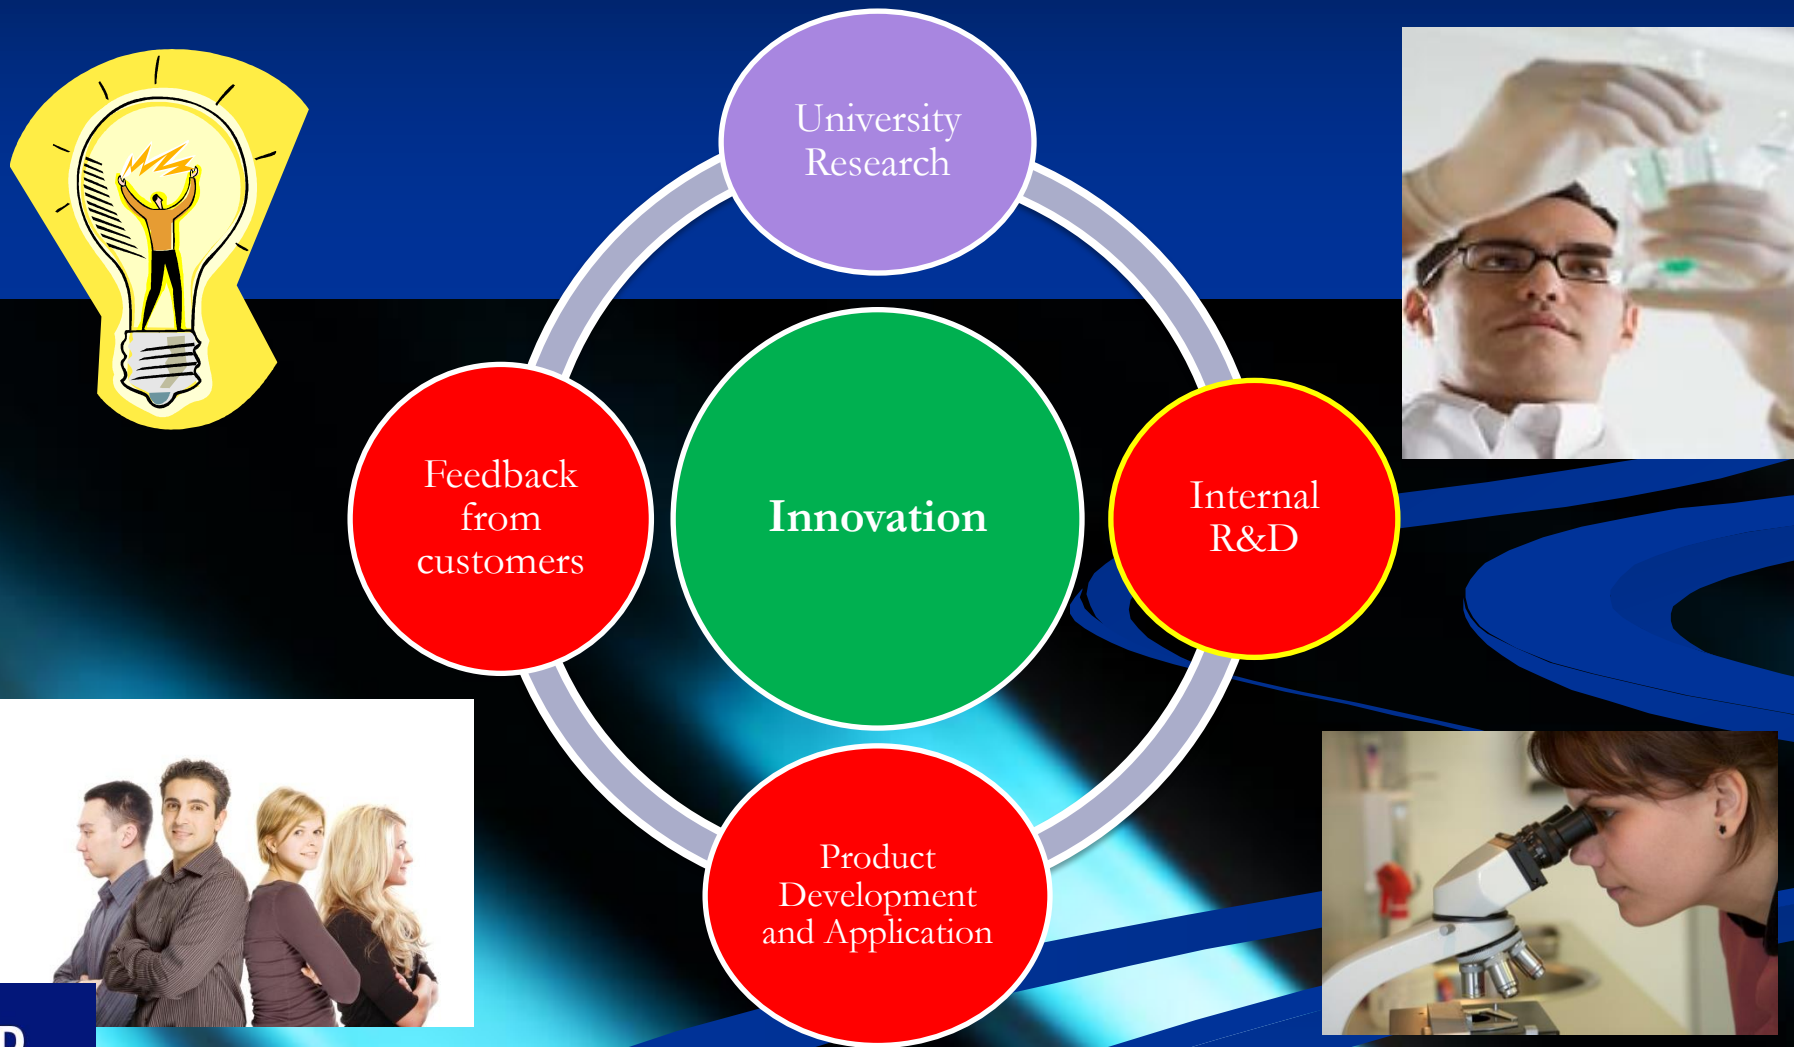 University
Research
Feedback
from
customers
Innovation
Internal
R&D
Product
Development
and Application